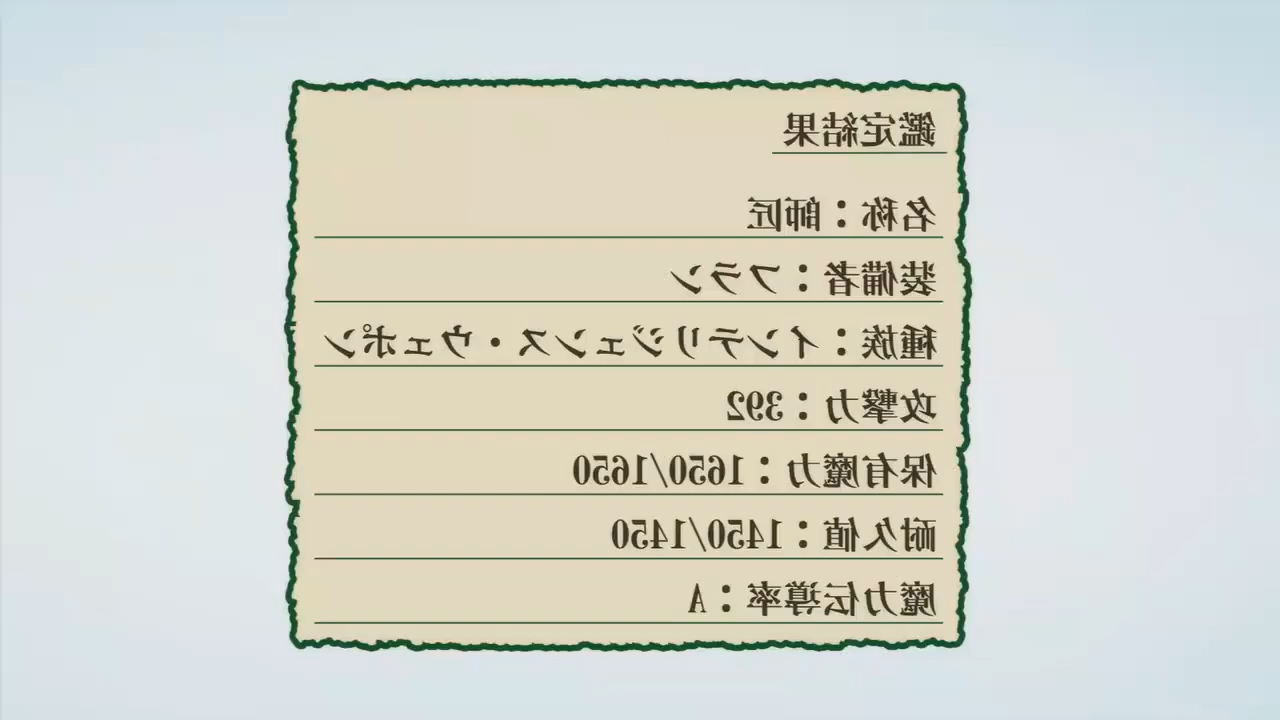 鑑定結果
名称：師匠
装備者：フラン
種族：インテリジェンス・ウェポン
攻撃力：392
保有魔力：1650/1650
耐久値：1450/1450
魔力伝導率：A